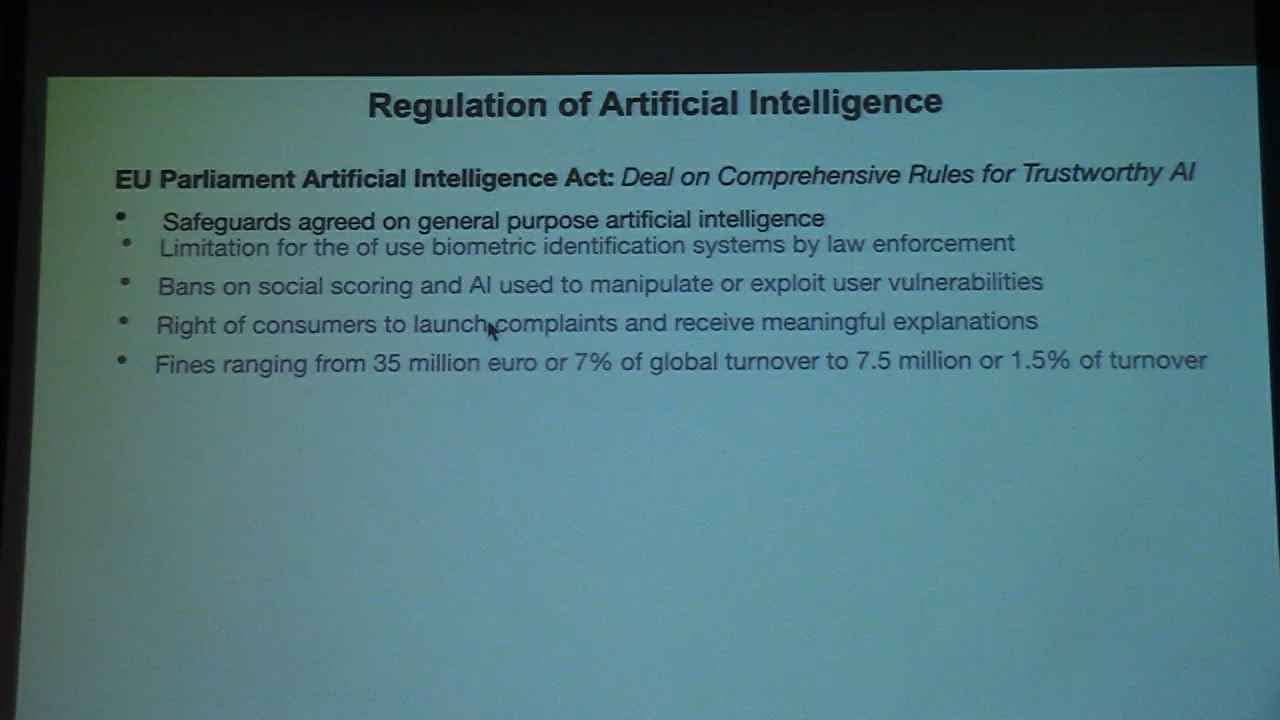 Regulation of Artificial Intelligence
EU Parliament Artificial Intelligence Act: Deal on Comprehensive Rules for Trustworthy AI
• Safeguards agreed on general purpose artificial intelligence
• Limitation for the of use biometric identification systems by law enforcement
• Bans on social scoring and AI used to manipulate or exploit user vulnerabilities
• Right of consumers to launch complaints and receive meaningful explanations
• Fines ranging from 35 million euro or 7% of global turnover to 7.5 million or 1.5% of turnover